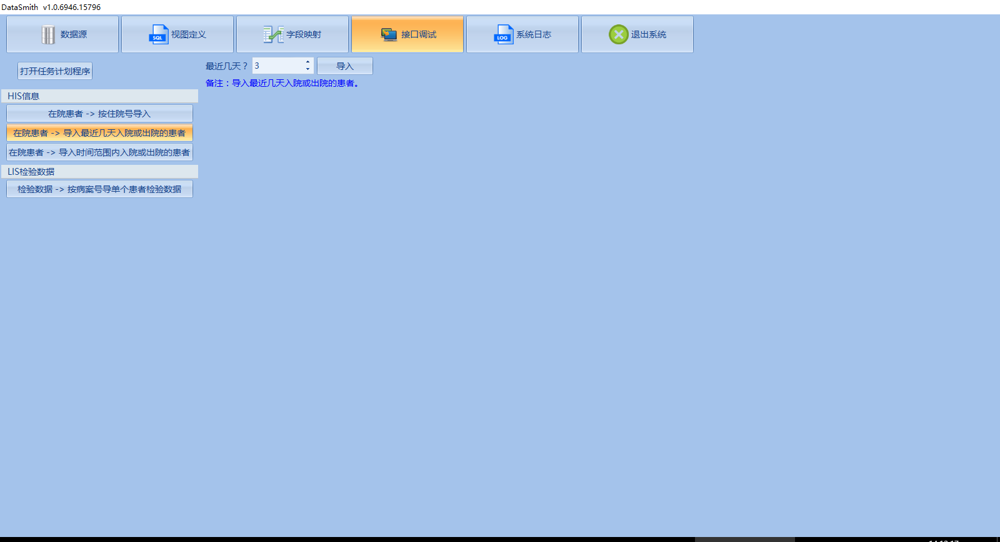 DataSmith v1.0.6946.15796
数据源
SQL 视图定义
字段映射
接口调试
LOG 系统日志
退出系统
打开任务计划程序
最近几天？ 3 导入
备注：导入最近几天入院或出院的患者。
HIS信息
在院患者 -> 按住院号导入
在院患者 -> 导入最近几天入院或出院的患者
在院患者 -> 导入时间范围内入院或出院的患者
LIS检验数据
检验数据 -> 按病案号导单个患者检验数据